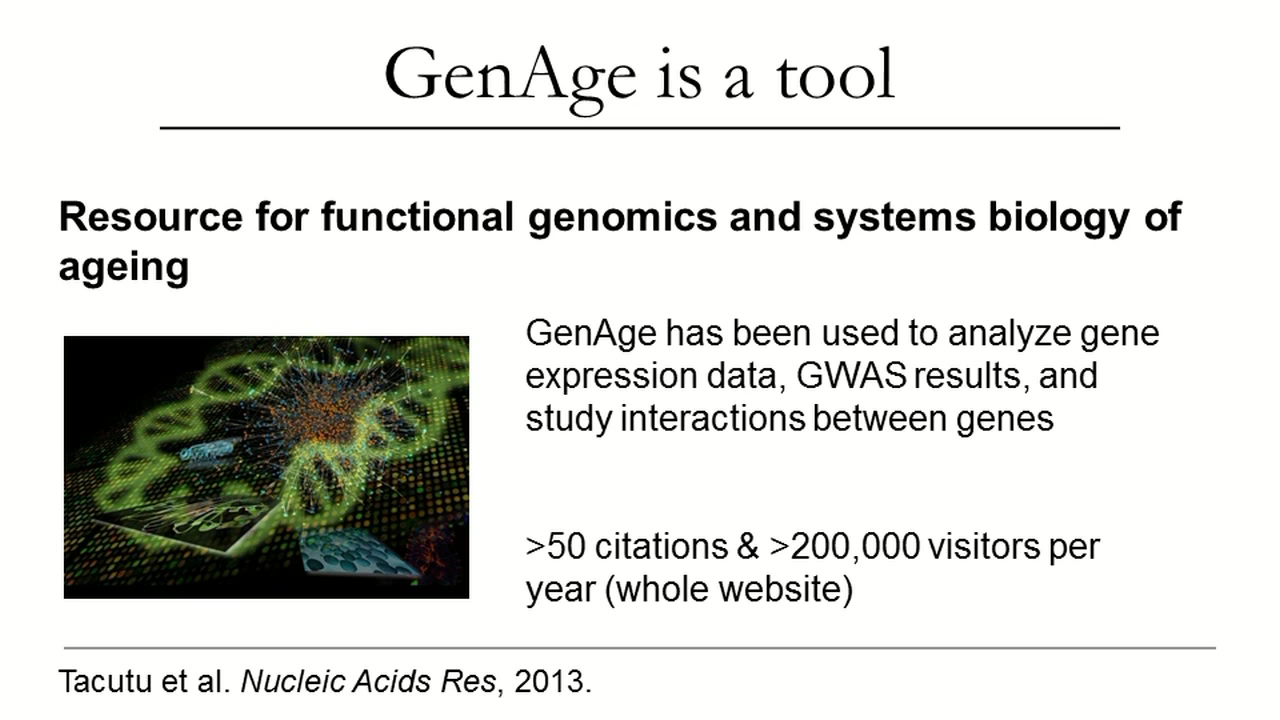 GenAge is a tool
Resource for functional genomics and systems biology of
ageing
GenAge has been used to analyze gene
expression data, GWAS results, and
study interactions between genes
>50 citations & >200,000 visitors per
year (whole website)
Tacutu et al. Nucleic Acids Res, 2013.